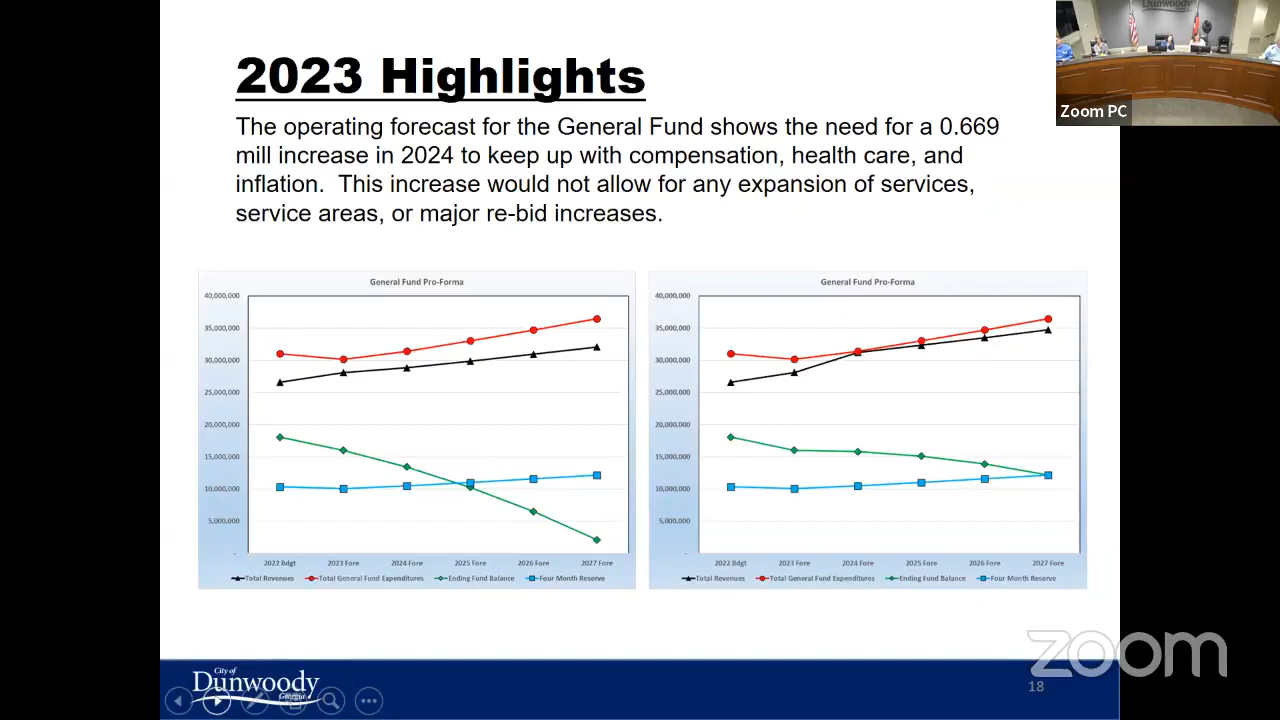 Dunwoody
Zoom PC
2023 Highlights
The operating forecast for the General Fund shows the need for a 0.669
mill increase in 2024 to keep up with compensation, health care, and
inflation.  This increase would not allow for any expansion of services,
service areas, or major re-bid increases.
General Fund Pro-Forma
40,000,000
35,000,000
30,000,000
25,000,000
20,000,000
15,000,000
10,000,000
5,000,000
-
2022 Bdgt 2023 Fore 2024 Fore 2025 Fore 2026 Fore 2027 Fore
Total Revenues Total General Fund Expenditures Ending Fund Balance Four Month Reserve
General Fund Pro-Forma
40,000,000
35,000,000
30,000,000
25,000,000
20,000,000
15,000,000
10,000,000
5,000,000
-
2022 Bdgt 2023 Fore 2024 Fore 2025 Fore 2026 Fore 2027 Fore
Total Revenues Total General Fund Expenditures Ending Fund Balance Four Month Reserve
zoom
City of
Dunwoody
Georgia
18